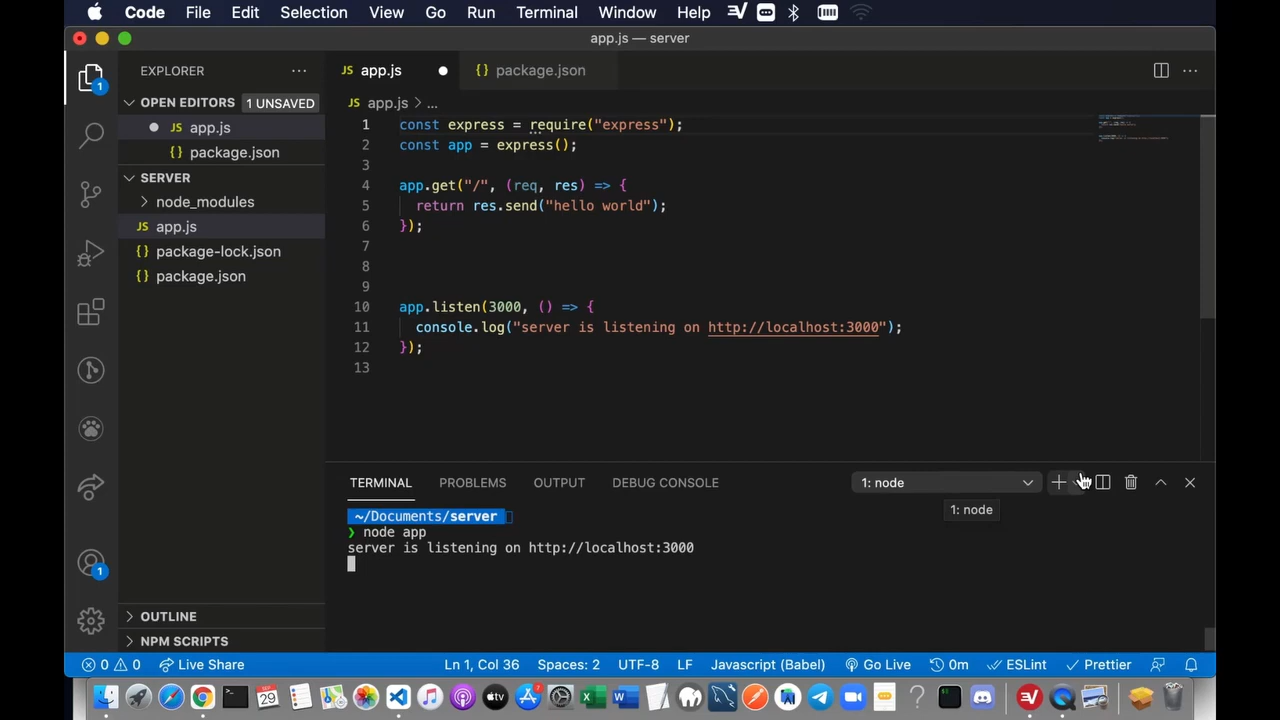 Code File Edit Selection View Go Run Terminal Window Help
app.js — server
EXPLORER
JS app.js
{} package.json
OPEN EDITORS 1 UNSAVED
JS app.js > ...
JS app.js
{} package.json
SERVER
node_modules
JS app.js
{} package-lock.json
{} package.json
OUTLINE
NPM SCRIPTS
1 const express = require("express");
2 const app = express();
3
4 app.get("/", (req, res) => {
5 return res.send("hello world");
6 });
7
8
9
10 app.listen(3000, () => {
11 console.log("server is listening on http://localhost:3000");
12 });
13
TERMINAL PROBLEMS OUTPUT DEBUG CONSOLE 1: node
1: node
~/Documents/server
❯ node app
server is listening on http://localhost:3000
1
1
0 0 Live Share Ln 1, Col 36 Spaces: 2 UTF-8 LF Javascript (Babel) Go Live 0m ESLint Prettier